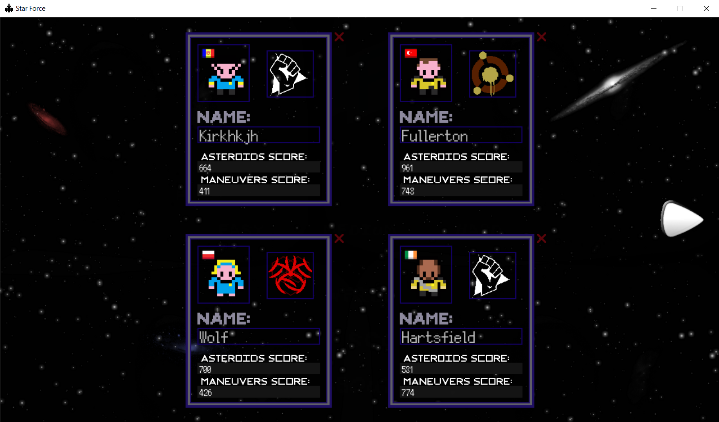 Star Force
NAME:
Kirkhkjh
ASTEROIDS SCORE:
664
MANEUVERS SCORE:
411
NAME:
Fullerton
ASTEROIDS SCORE:
961
MANEUVERS SCORE:
748
NAME:
Wolf
ASTEROIDS SCORE:
700
MANEUVERS SCORE:
426
NAME:
Hartsfield
ASTEROIDS SCORE:
581
MANEUVERS SCORE:
774